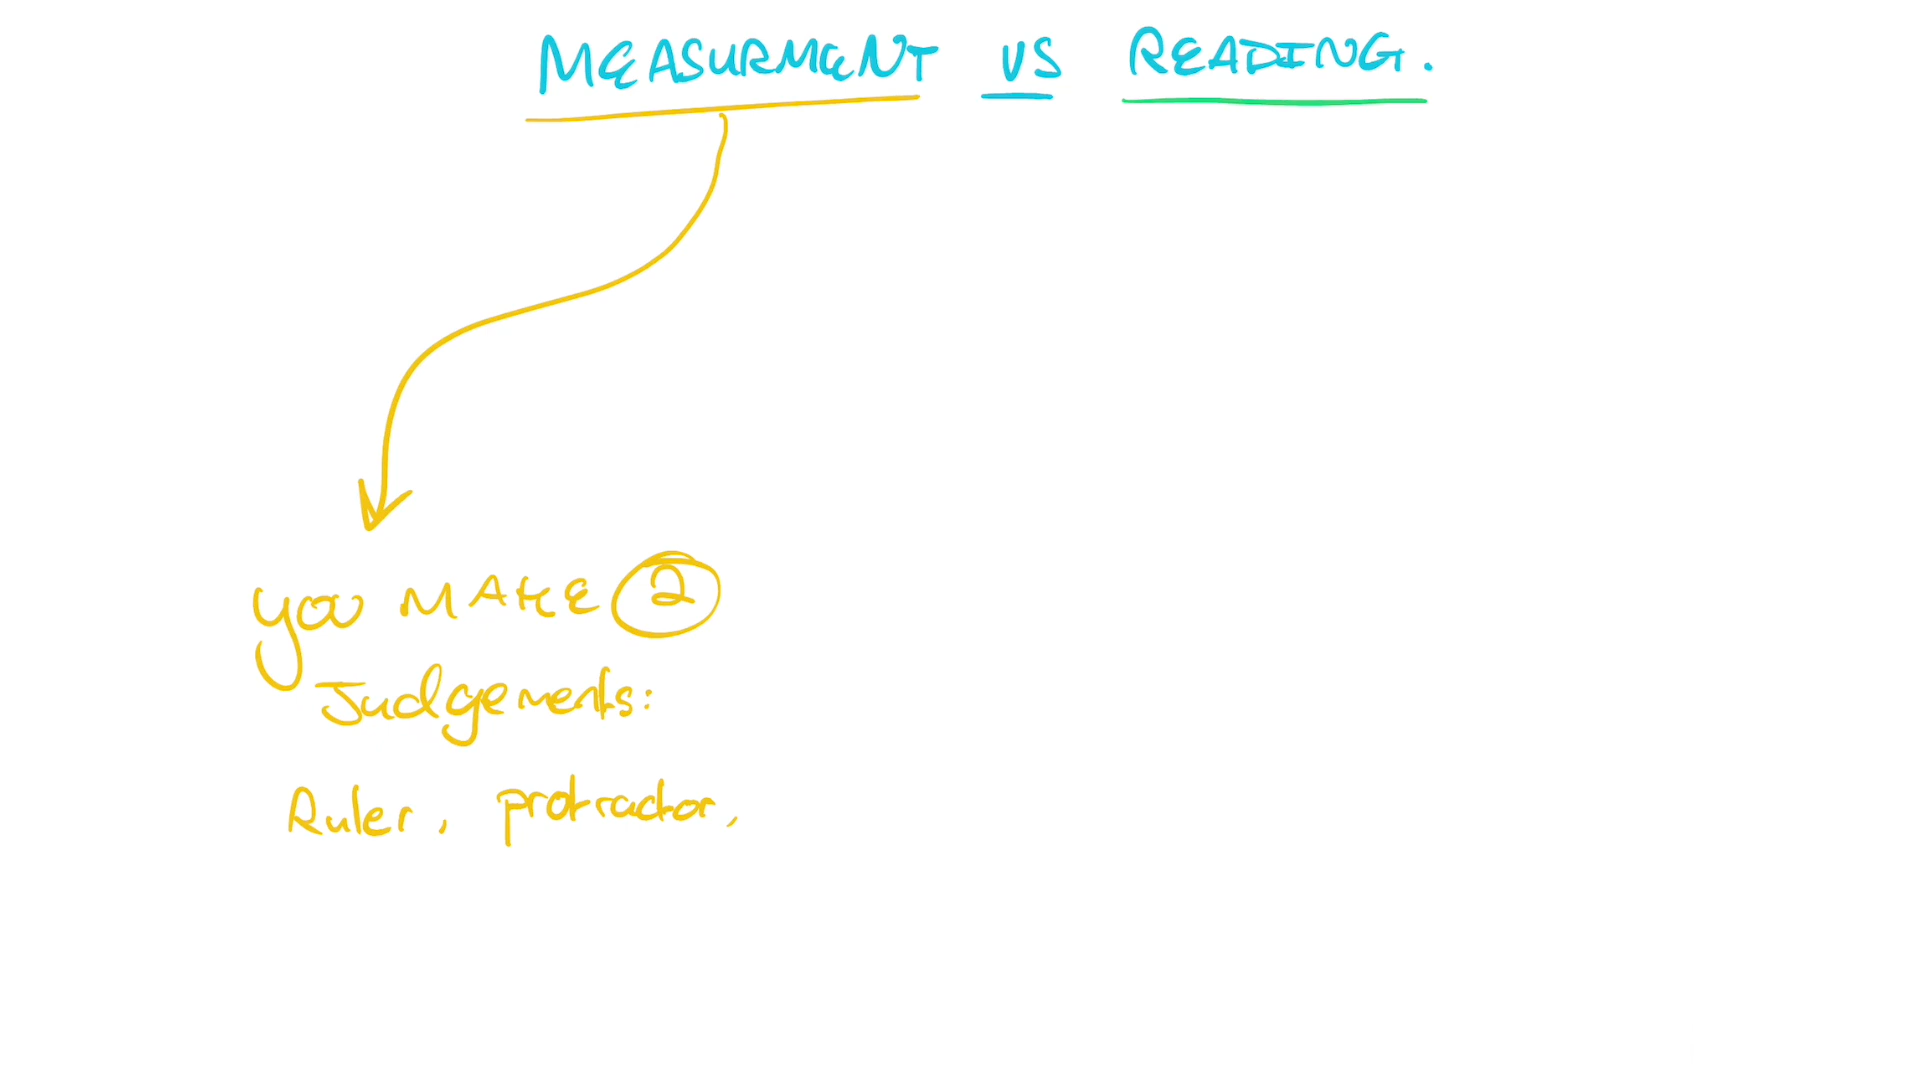 MEASURMENT VS READING.
you MAKE 2
Judgements:
Ruler, protractor,